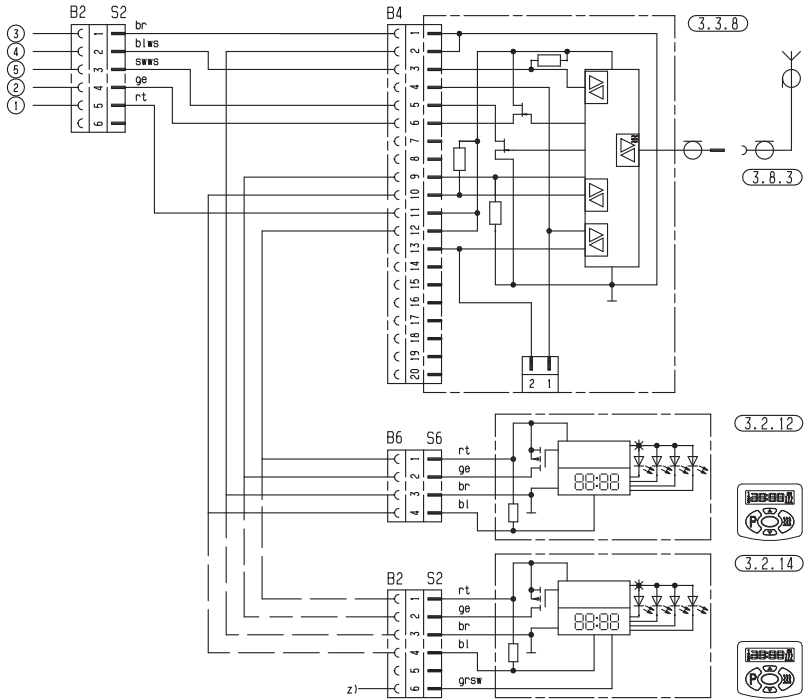 B2 S2
3 1 br
4 2 blws
5 3 swws
2 4 ge
1 5 rt
6
B4
1
2
3
4
5
6
7
8
9
10
11
12
13
14
15
16
17
18
19
20
2 1
3.3.8
3.8.3
B6 S6
1 rt
2 ge
3 br
4 bl
88:88
3.2.12
P
B2 S2
1 rt
2 ge
3 br
4 bl
5
z) 6 grsw
88:88
3.2.14
P